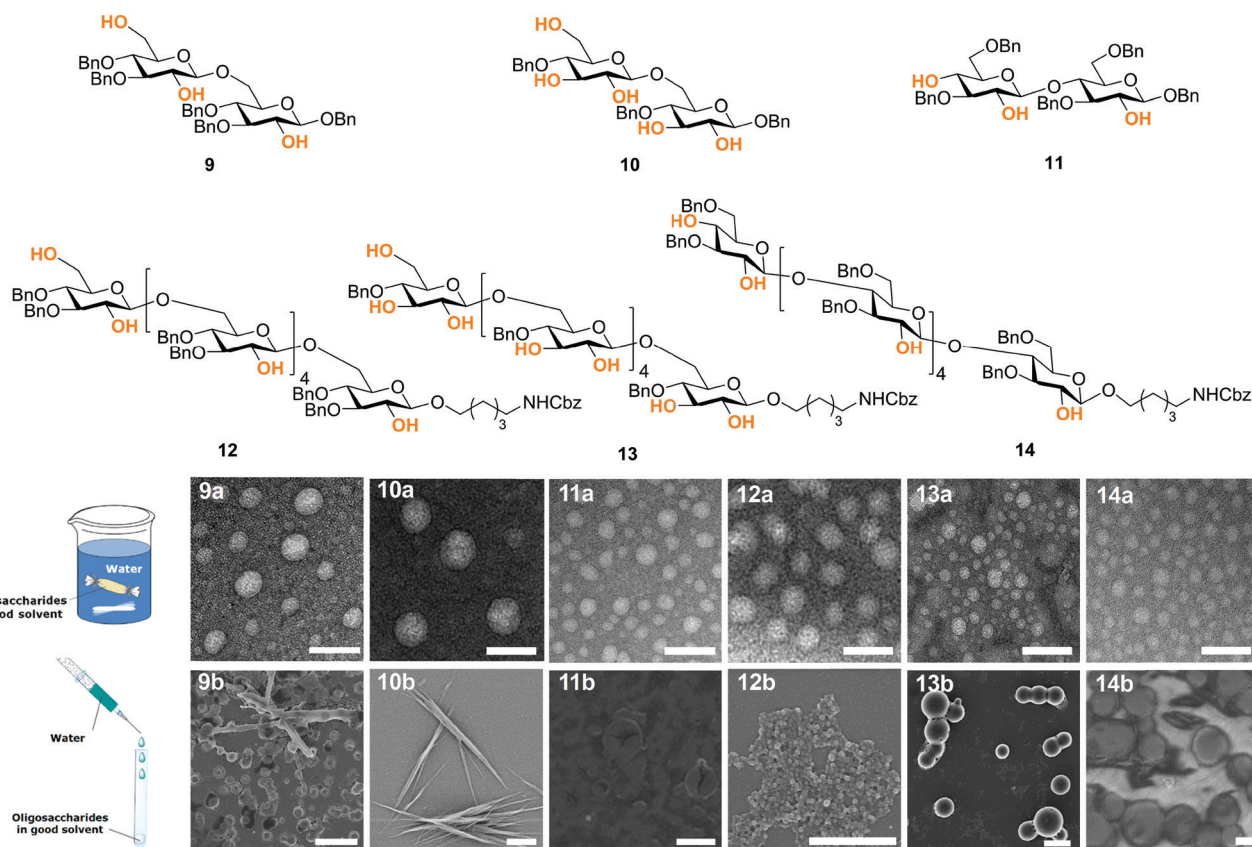 HO
BnO O
BnO O
OH BnO O
BnO OBn
OH
9
HO
BnO O
HO O
OH BnO O
HO OBn
OH
10
OBn OBn
HO O O
BnO O OBn
OH BnO OH
11
HO
BnO O
BnO O
OH BnO O
BnO O
OH 4
BnO O
BnO O NHCbz
OH 3
12
HO
BnO O
HO O
OH BnO O
HO O
OH 4
BnO O
HO O NHCbz
OH 3
13
BnO
HO O
BnO O
OH BnO
O
BnO O
OH 4
BnO
O
BnO O NHCbz
OH 3
14
Water
saccharides
od solvent
9a
10a
11a
12a
13a
14a
Water
Oligosaccharides
in good solvent
9b
10b
11b
12b
13b
14b